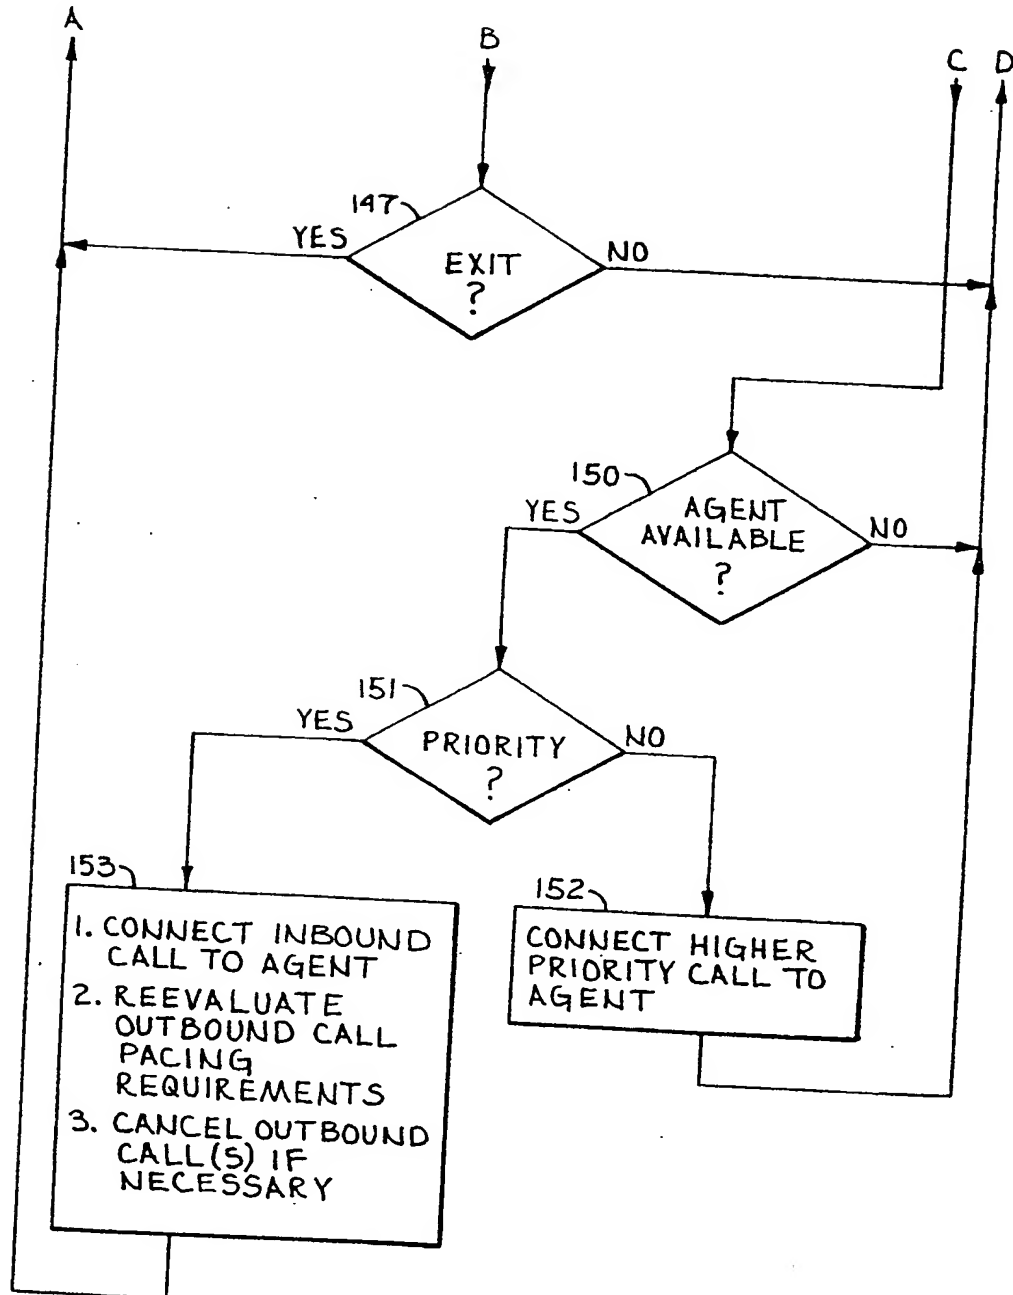 A
B
C D
147
YES
NO
EXIT
?
150
YES
NO
AGENT
AVAILABLE
?
151
YES
NO
PRIORITY
?
153
1. CONNECT INBOUND
CALL TO AGENT
2. REEVALUATE
OUTBOUND CALL
PACING
REQUIREMENTS
3. CANCEL OUTBOUND
CALL(S) IF
NECESSARY
152
CONNECT HIGHER
PRIORITY CALL TO
AGENT